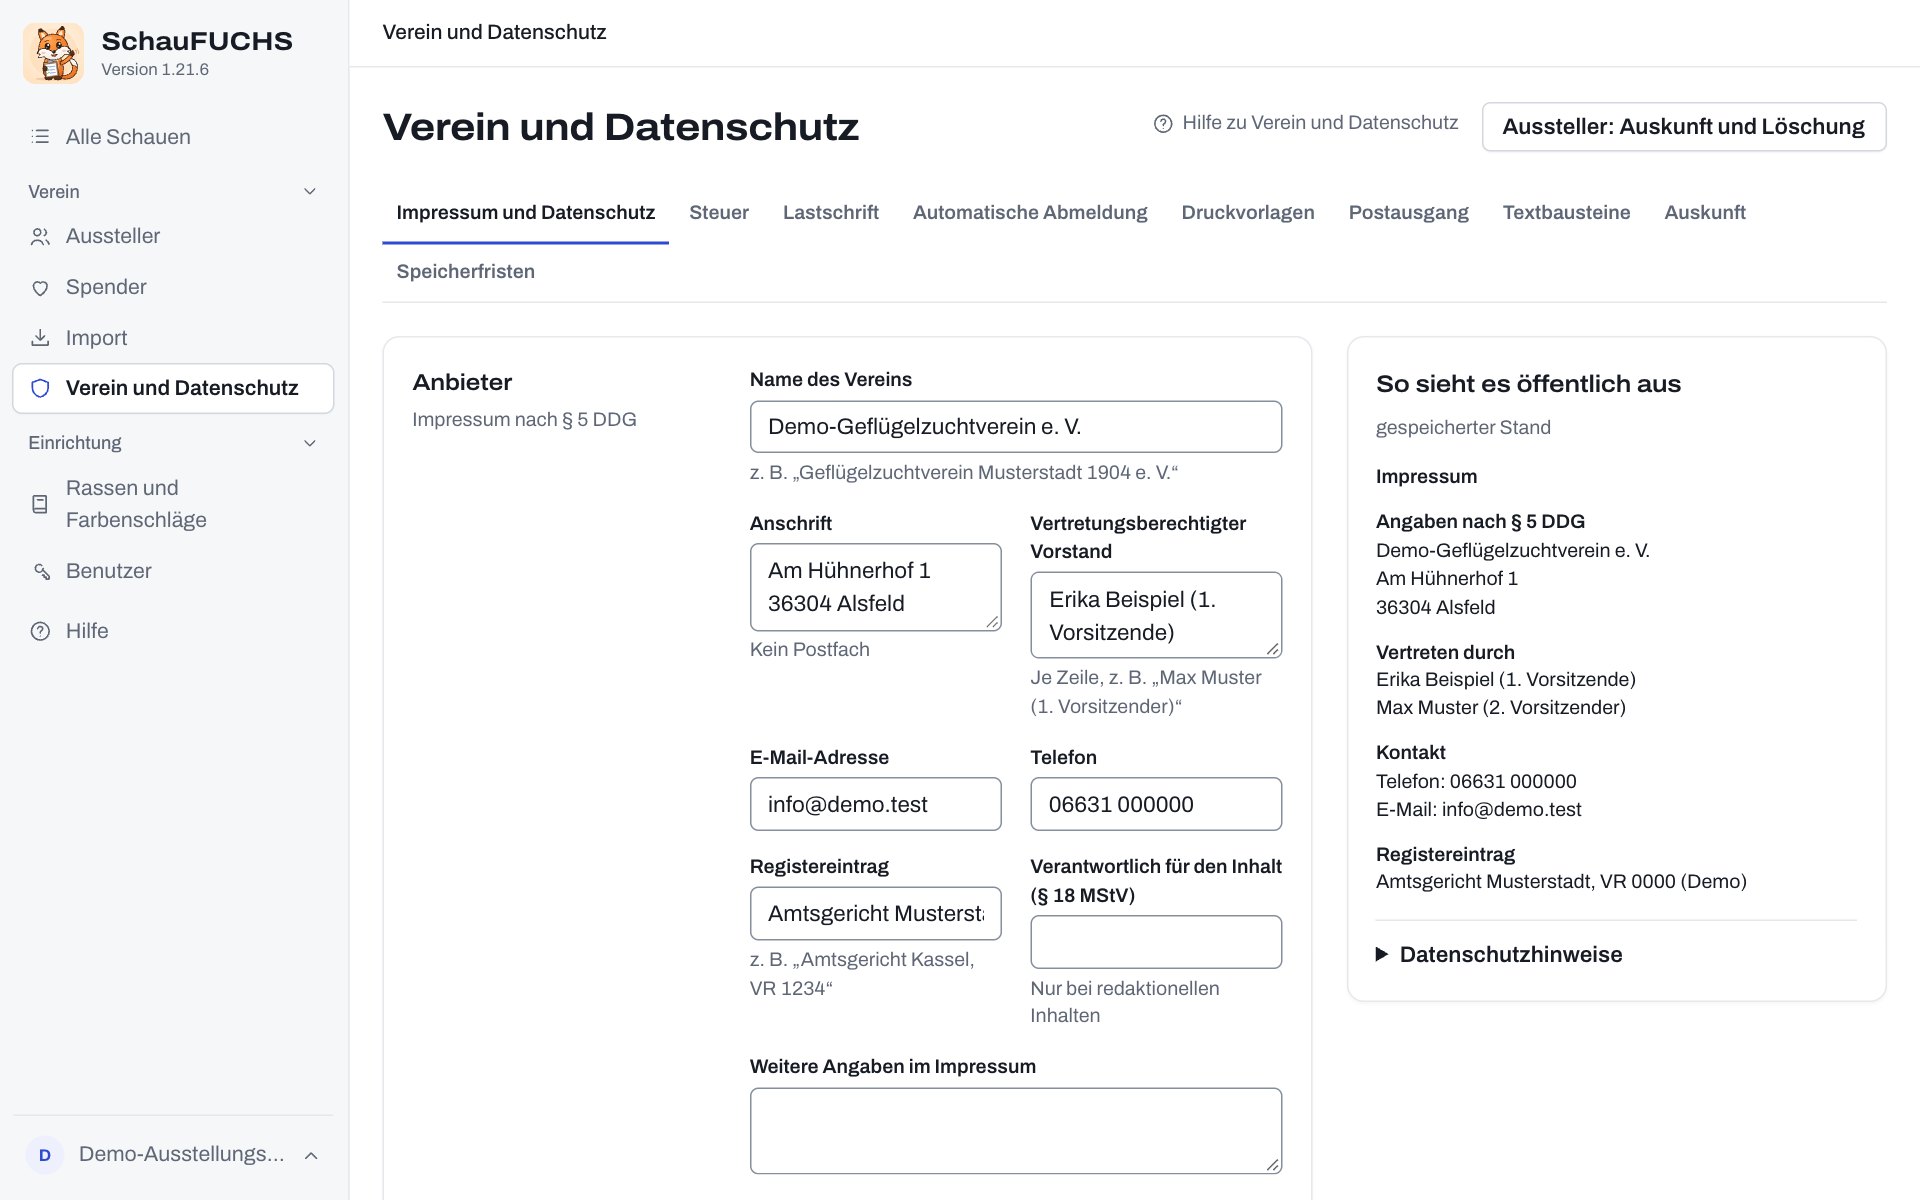 SchauFUCHS
Version 1.21.6
Alle Schauen
Verein
Aussteller
Spender
Import
Verein und Datenschutz
Einrichtung
Rassen und
Farbenschläge
Benutzer
Hilfe
D
Demo-Ausstellungs...
Verein und Datenschutz
Verein und Datenschutz
Hilfe zu Verein und Datenschutz
Aussteller: Auskunft und Löschung
Impressum und Datenschutz
Steuer
Lastschrift
Automatische Abmeldung
Druckvorlagen
Postausgang
Textbausteine
Auskunft
Speicherfristen
Anbieter
Impressum nach § 5 DDG
Name des Vereins
Demo-Geflügelzuchtverein e. V.
z. B. „Geflügelzuchtverein Musterstadt 1904 e. V.“
Anschrift
Am Hühnerhof 1
36304 Alsfeld
Kein Postfach
Vertretungsberechtigter
Vorstand
Erika Beispiel (1.
Vorsitzende)
Je Zeile, z. B. „Max Muster
(1. Vorsitzender)“
E-Mail-Adresse
info@demo.test
Telefon
06631 000000
Registereintrag
Amtsgericht Musterst
z. B. „Amtsgericht Kassel,
VR 1234“
Verantwortlich für den Inhalt
(§ 18 MStV)
Nur bei redaktionellen
Inhalten
Weitere Angaben im Impressum
So sieht es öffentlich aus
gespeicherter Stand
Impressum
Angaben nach § 5 DDG
Demo-Geflügelzuchtverein e. V.
Am Hühnerhof 1
36304 Alsfeld
Vertreten durch
Erika Beispiel (1. Vorsitzende)
Max Muster (2. Vorsitzender)
Kontakt
Telefon: 06631 000000
E-Mail: info@demo.test
Registereintrag
Amtsgericht Musterstadt, VR 0000 (Demo)
Datenschutzhinweise